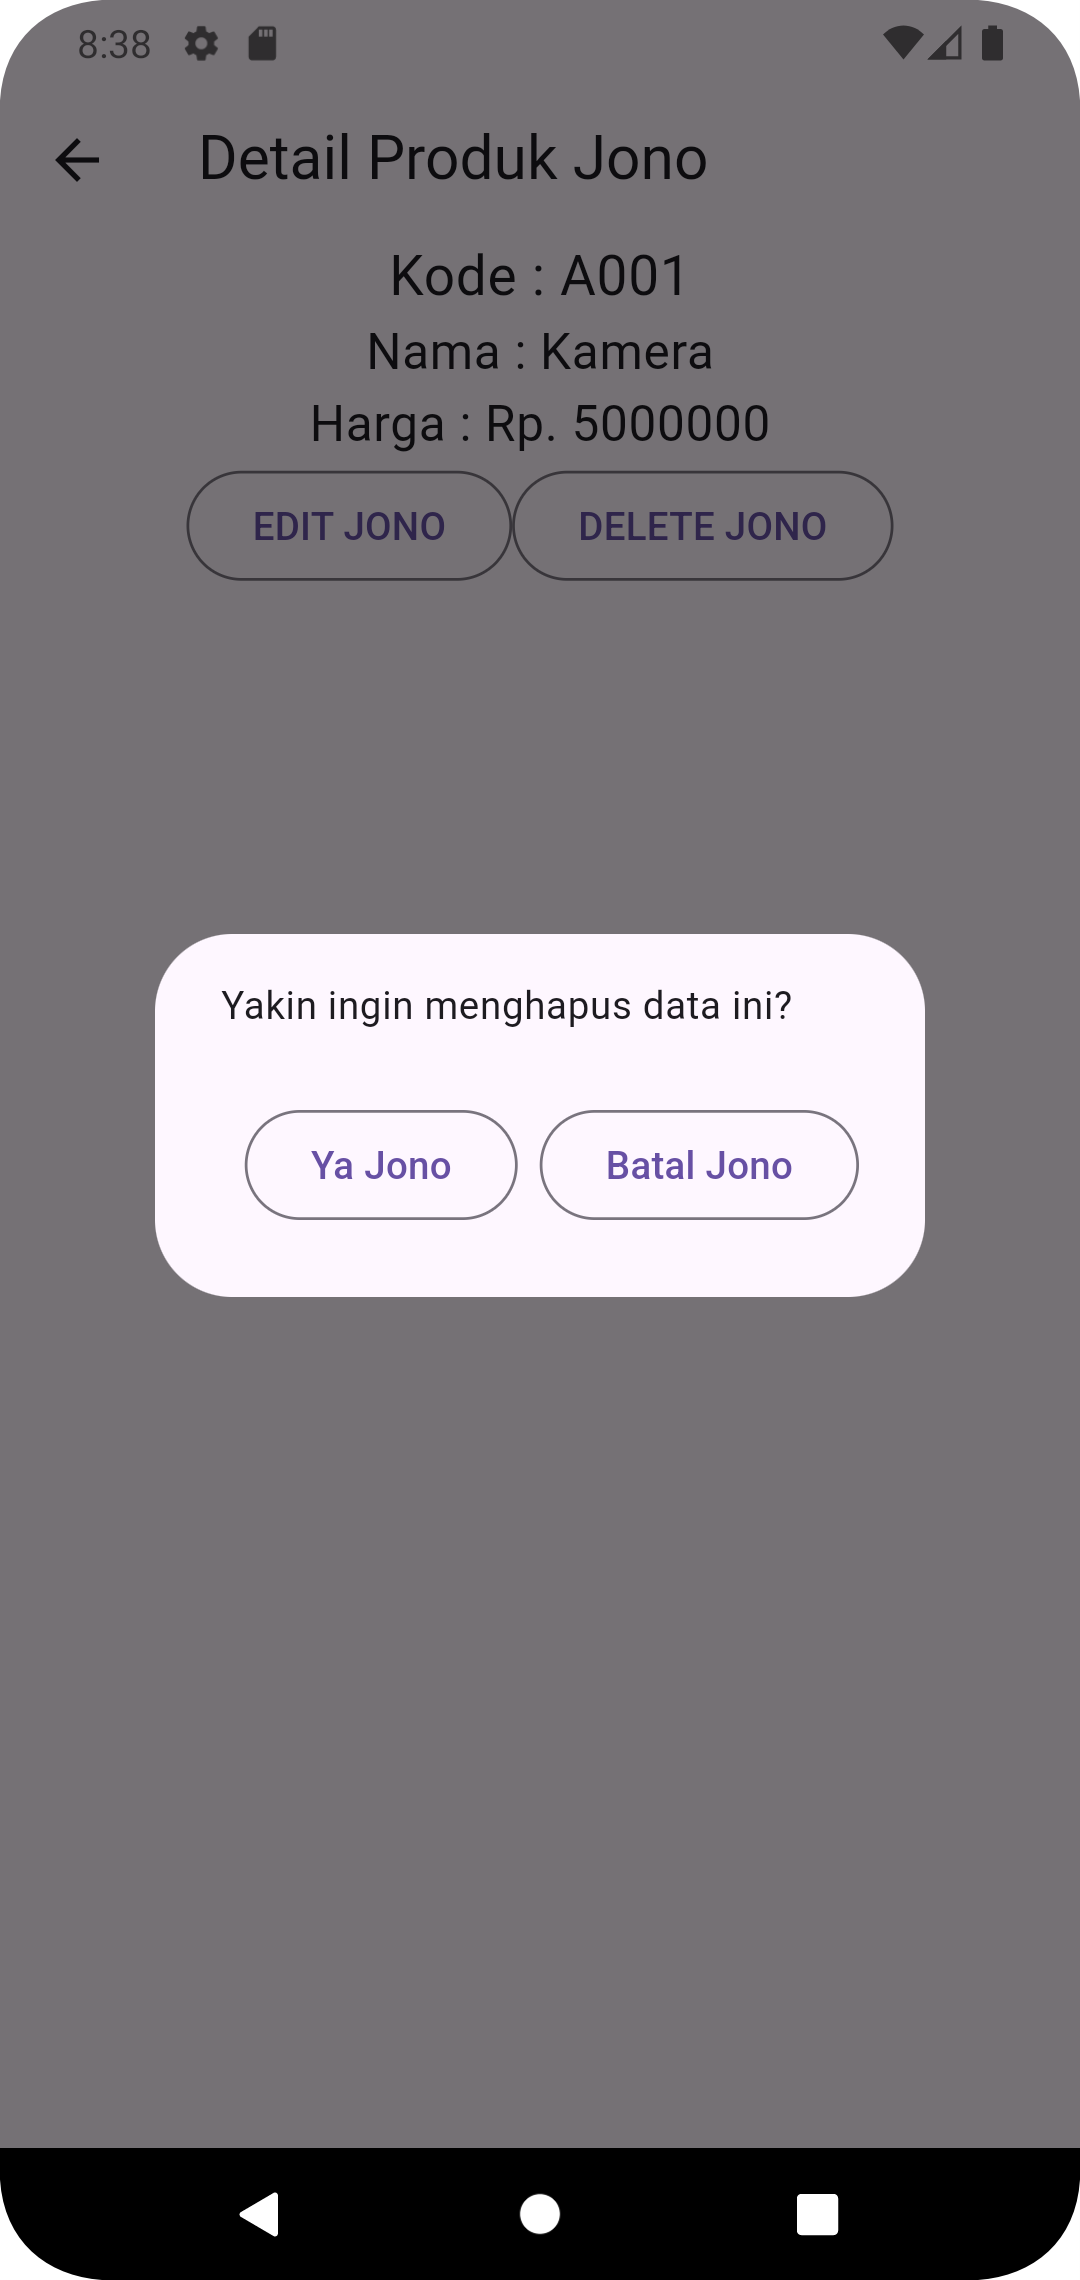 8:38
Detail Produk Jono
Kode : A001
Nama : Kamera
Harga : Rp. 5000000
EDIT JONO DELETE JONO
Yakin ingin menghapus data ini?
Ya Jono Batal Jono